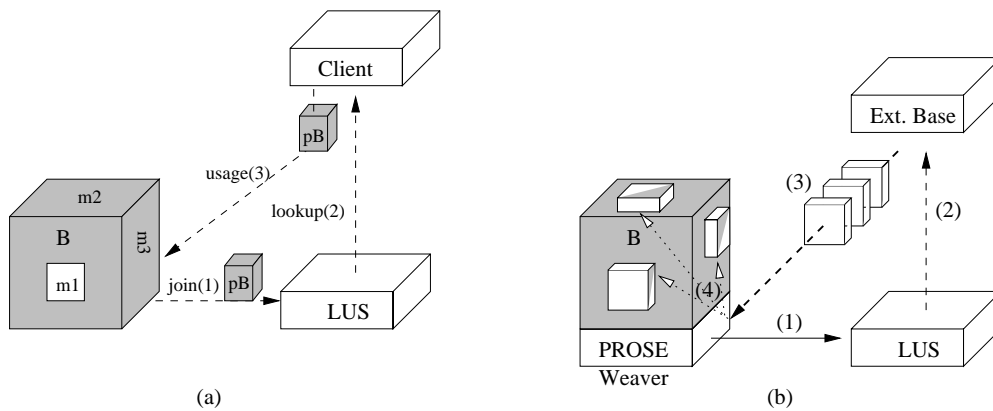 Client
pB
usage(3)
m2
lookup(2)
B
m3
m1
join(1)
pB
LUS
(a)
Ext. Base
(3)
(2)
B
(4)
(1)
PROSE
Weaver
LUS
(b)